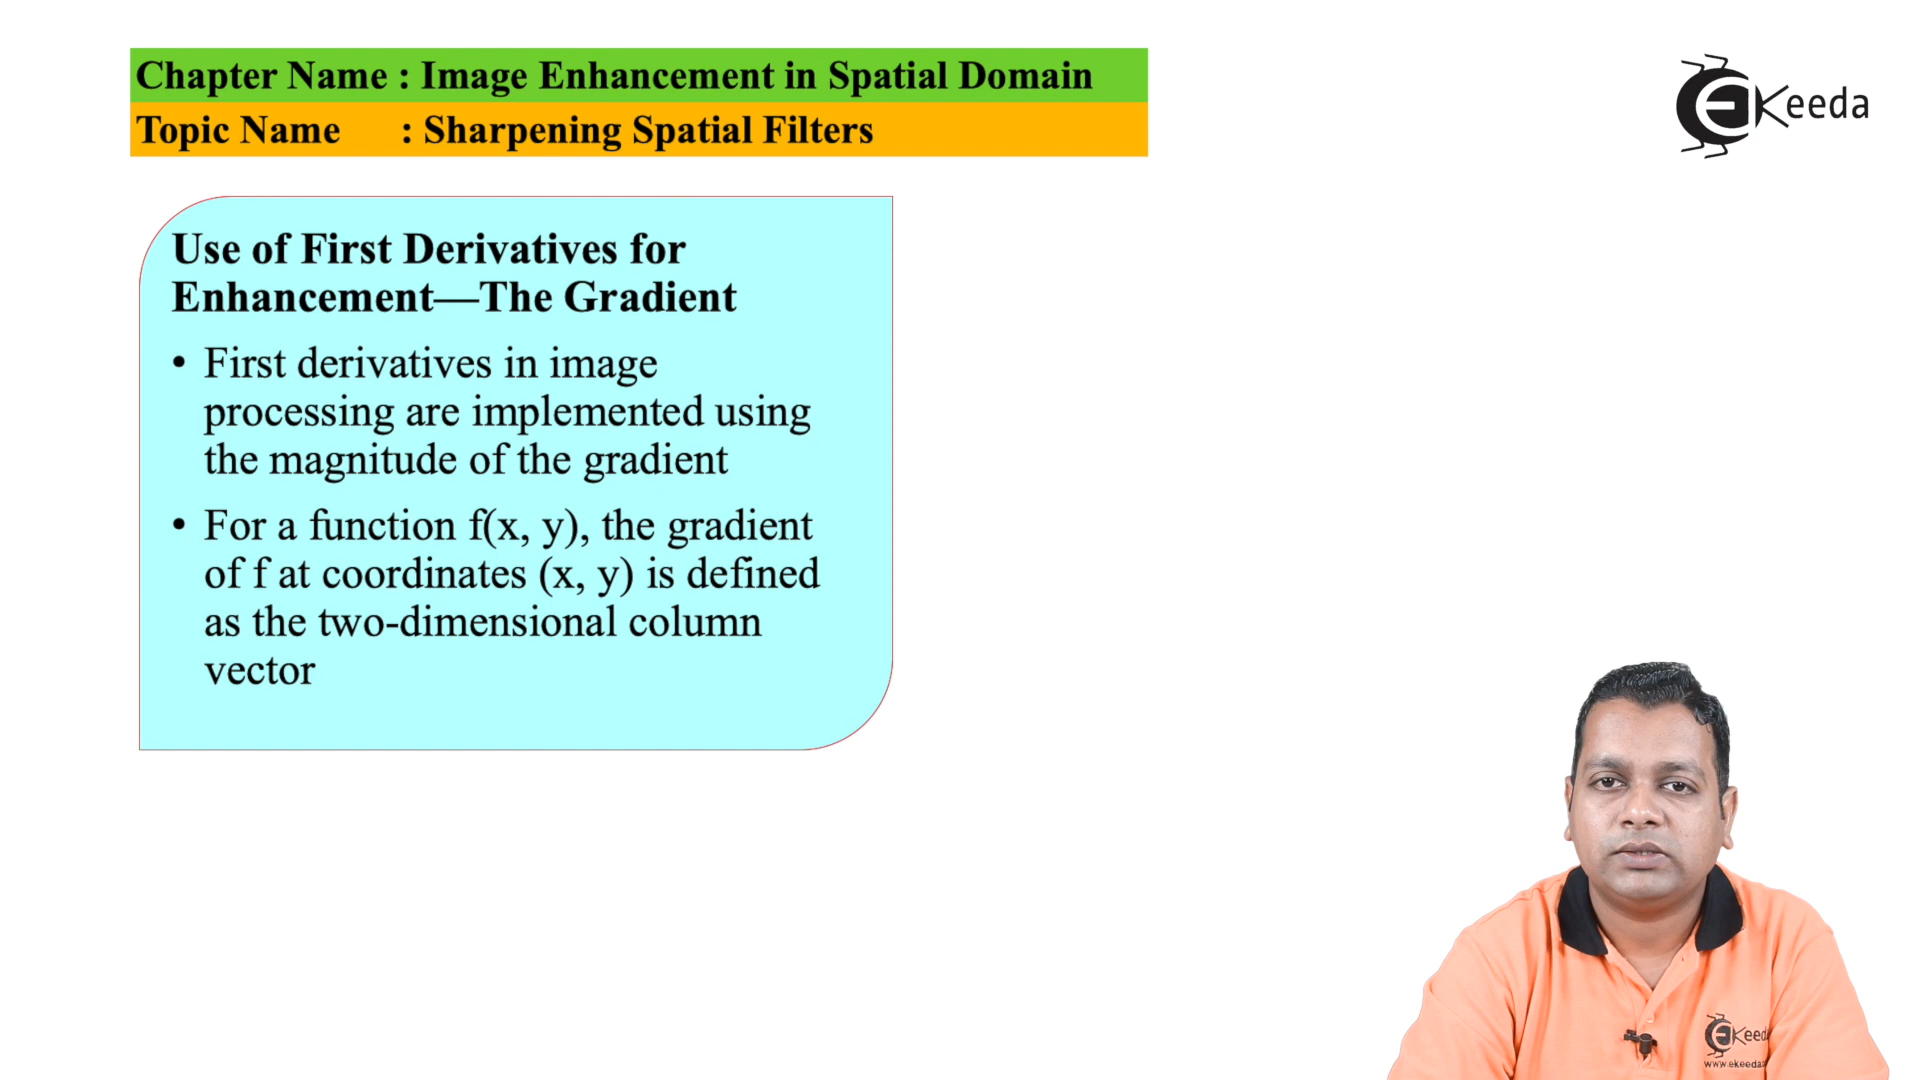 Chapter Name : Image Enhancement in Spatial Domain
Topic Name : Sharpening Spatial Filters
EKeeda
Use of First Derivatives for
Enhancement—The Gradient
• First derivatives in image
processing are implemented using
the magnitude of the gradient
• For a function f(x, y), the gradient
of f at coordinates (x, y) is defined
as the two-dimensional column
vector